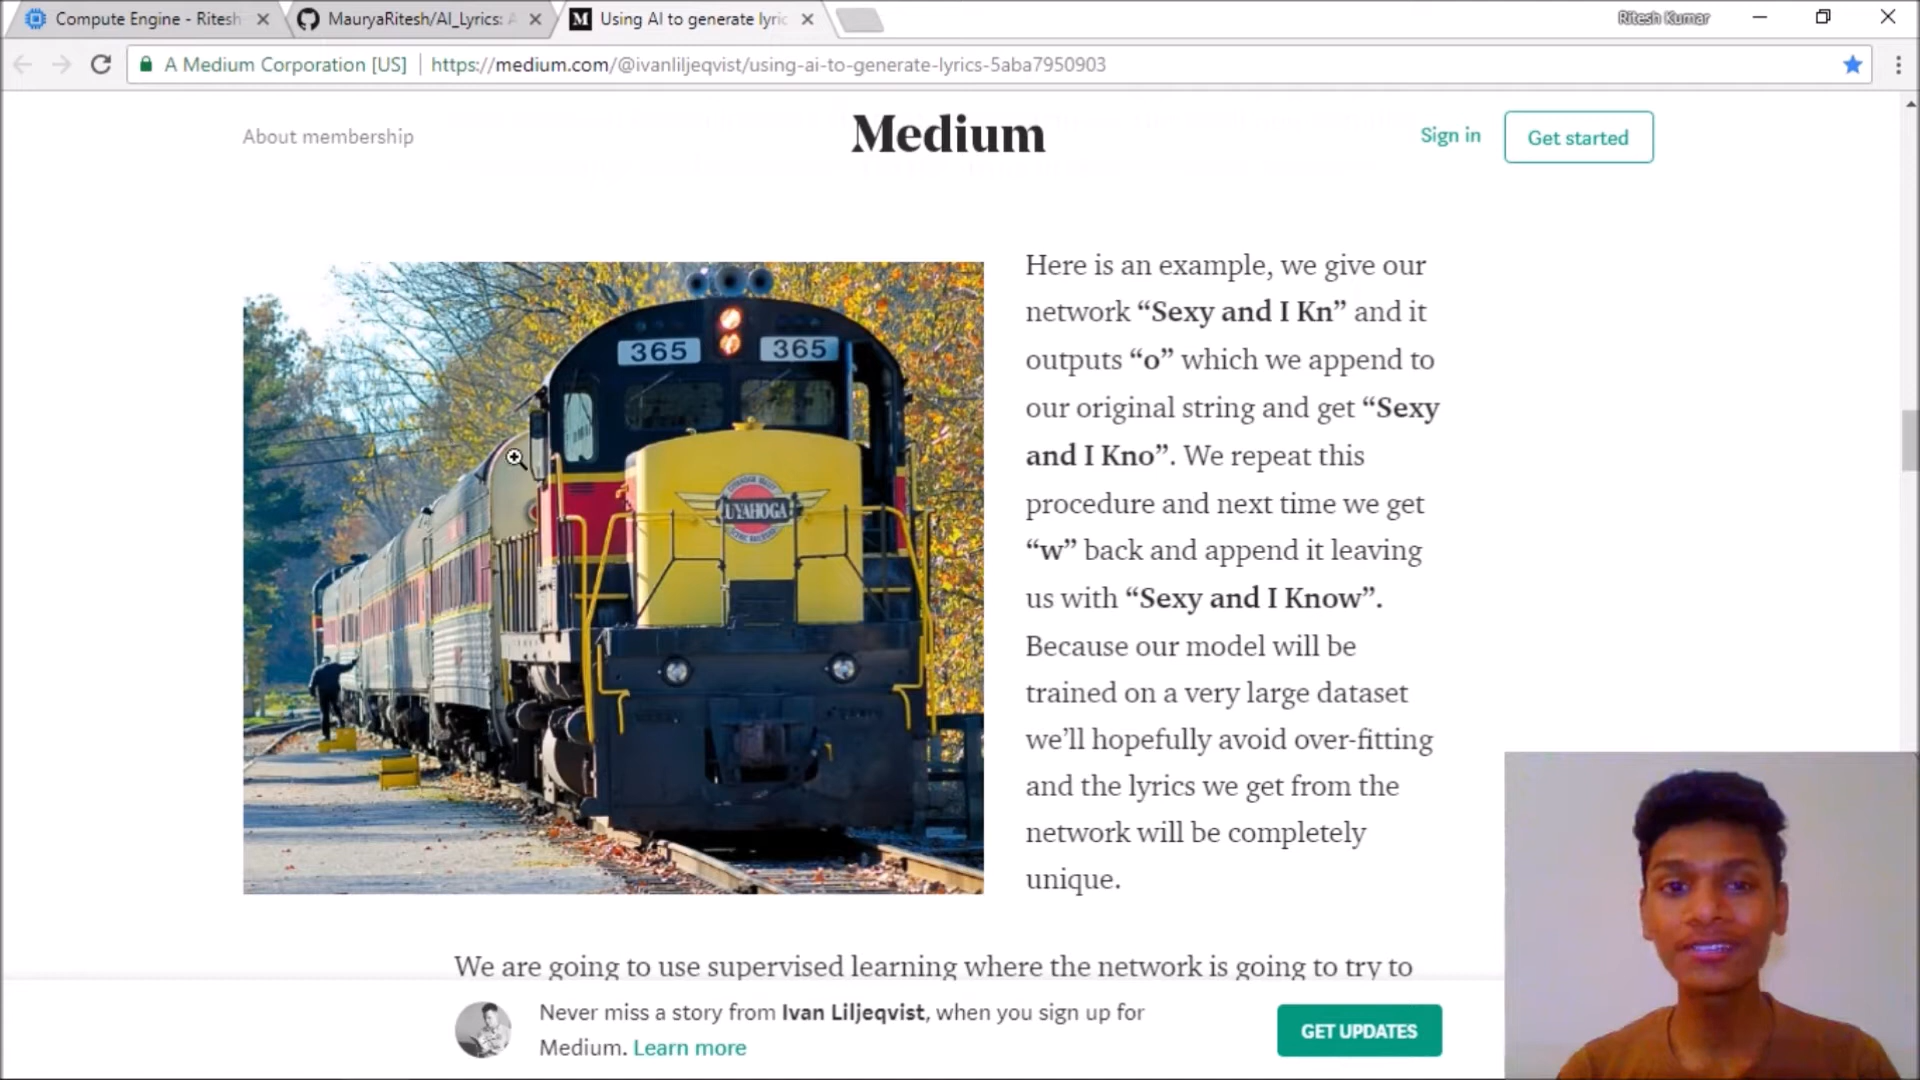 Compute Engine - Ritesh
MauryaRitesh/AI_Lyrics: A
Using AI to generate lyric
Ritesh Kumar
A Medium Corporation [US]
https://medium.com/@ivanliljeqvist/using-ai-to-generate-lyrics-5aba7950903
About membership
Medium
Sign in
Get started
365
365
UYAHOGA
Here is an example, we give our
network “Sexy and I Kn” and it
outputs “o” which we append to
our original string and get “Sexy
and I Kno”. We repeat this
procedure and next time we get
“w” back and append it leaving
us with “Sexy and I Know”.
Because our model will be
trained on a very large dataset
we’ll hopefully avoid over-fitting
and the lyrics we get from the
network will be completely
unique.
We are going to use supervised learning where the network is going to try to
Never miss a story from Ivan Liljeqvist, when you sign up for
Medium. Learn more
GET UPDATES